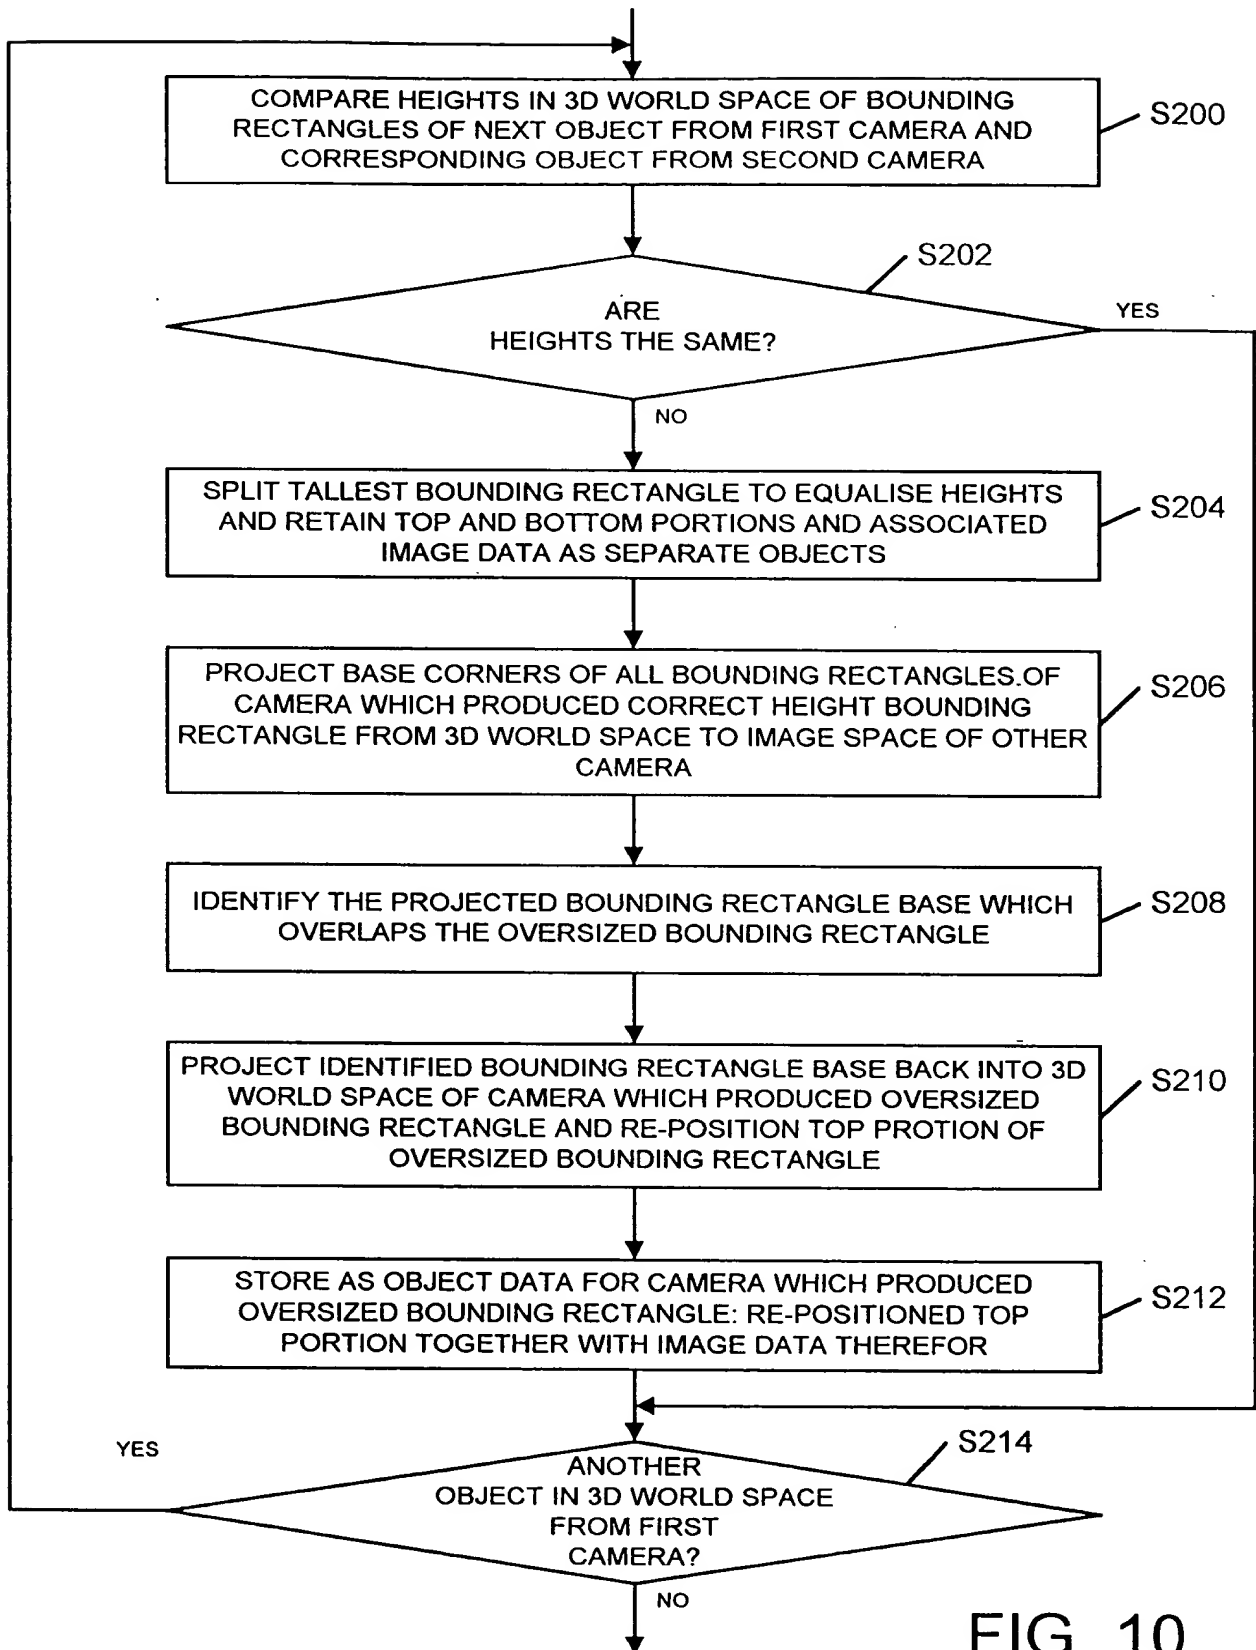 COMPARE HEIGHTS IN 3D WORLD SPACE OF BOUNDING
RECTANGLES OF NEXT OBJECT FROM FIRST CAMERA AND
CORRESPONDING OBJECT FROM SECOND CAMERA
S200
S202
ARE
HEIGHTS THE SAME?
YES
NO
SPLIT TALLEST BOUNDING RECTANGLE TO EQUALISE HEIGHTS
AND RETAIN TOP AND BOTTOM PORTIONS AND ASSOCIATED
IMAGE DATA AS SEPARATE OBJECTS
S204
PROJECT BASE CORNERS OF ALL BOUNDING RECTANGLES.OF
CAMERA WHICH PRODUCED CORRECT HEIGHT BOUNDING
RECTANGLE FROM 3D WORLD SPACE TO IMAGE SPACE OF OTHER
CAMERA
S206
IDENTIFY THE PROJECTED BOUNDING RECTANGLE BASE WHICH
OVERLAPS THE OVERSIZED BOUNDING RECTANGLE
S208
PROJECT IDENTIFIED BOUNDING RECTANGLE BASE BACK INTO 3D
WORLD SPACE OF CAMERA WHICH PRODUCED OVERSIZED
BOUNDING RECTANGLE AND RE-POSITION TOP PROTION OF
OVERSIZED BOUNDING RECTANGLE
S210
STORE AS OBJECT DATA FOR CAMERA WHICH PRODUCED
OVERSIZED BOUNDING RECTANGLE: RE-POSITIONED TOP
PORTION TOGETHER WITH IMAGE DATA THEREFOR
S212
YES
S214
ANOTHER
OBJECT IN 3D WORLD SPACE
FROM FIRST
CAMERA?
NO
FIG. 10